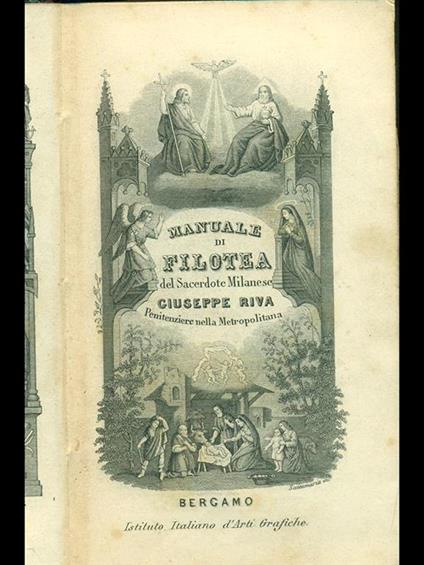 MANUALE
DI
FILOTEA
del Sacerdote Milanese
GIUSEPPE RIVA
Penitenziere nella Metropolitana
BERGAMO
Istituto Italiano d'Arti Grafiche.